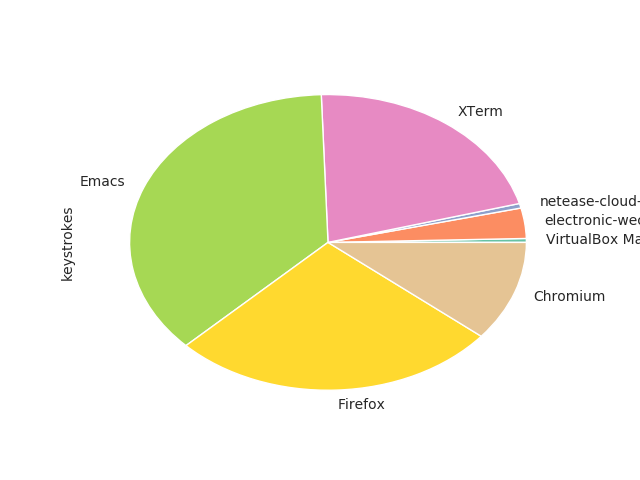 XTerm
Emacs
netease-cloud-
electronic-wec
VirtualBox Ma
keystrokes
Chromium
Firefox